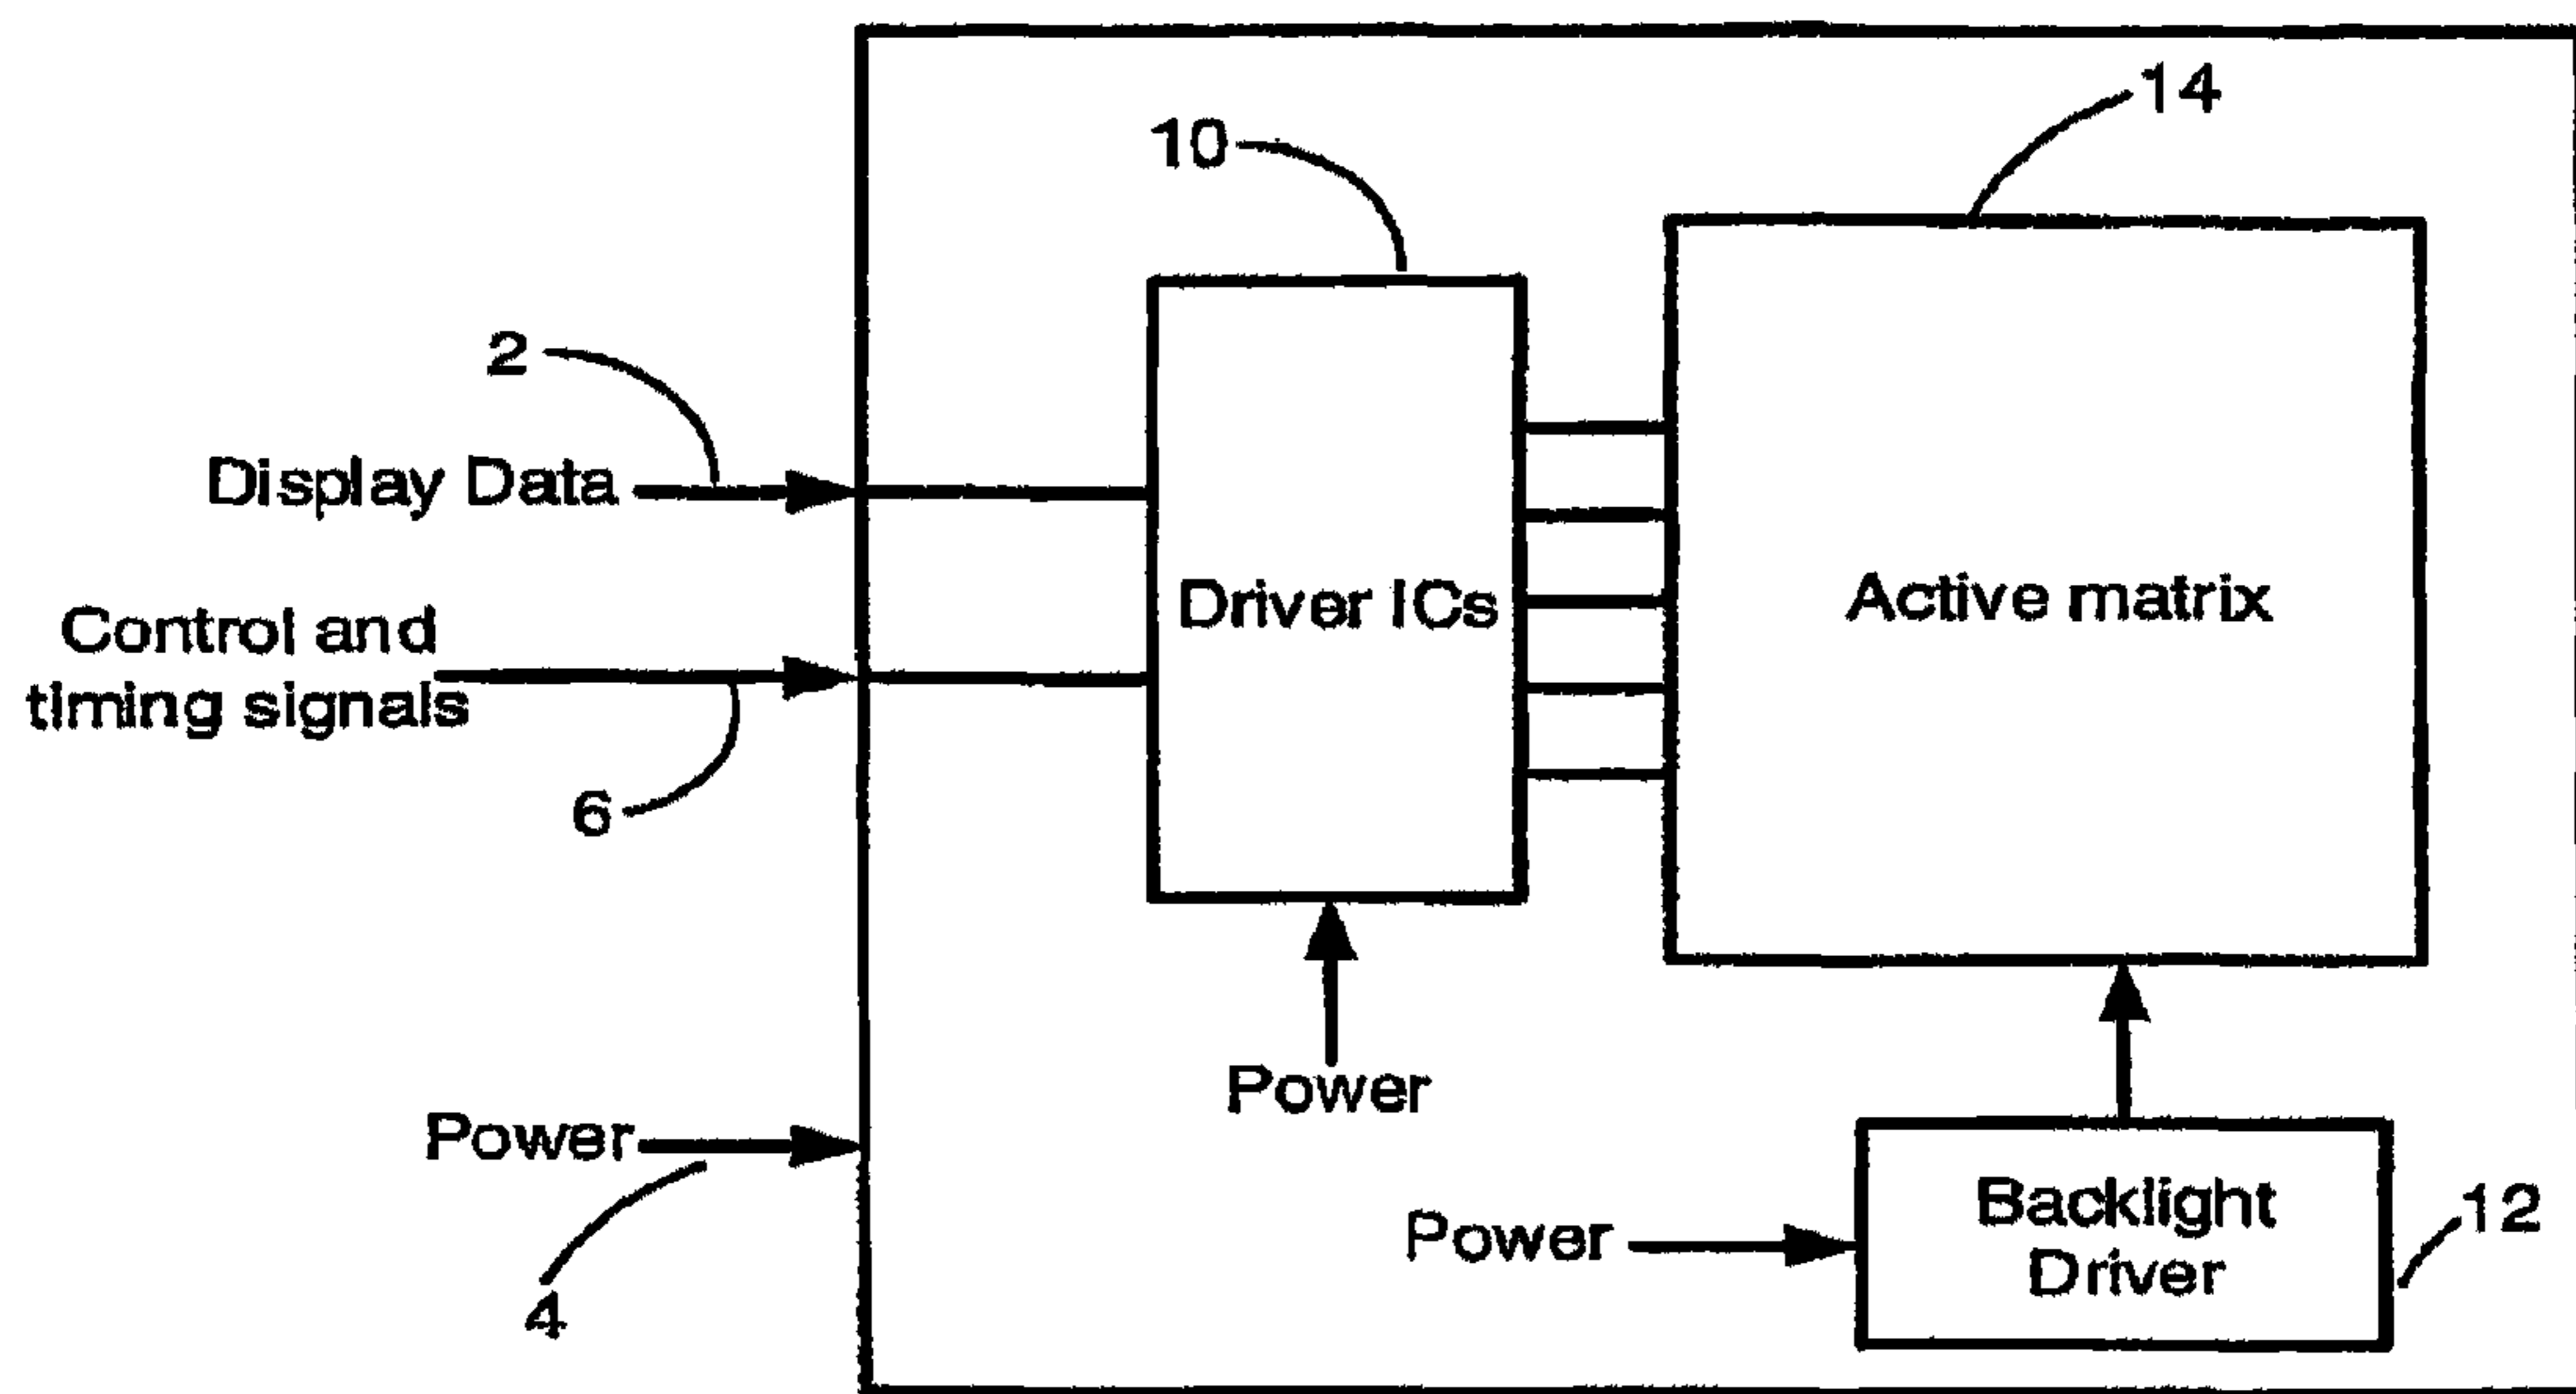 14
10
2
Display Data
Driver ICs
Active matrix
Control and
timing signals
6
Power
Power
4
Power
Backlight
Driver
12